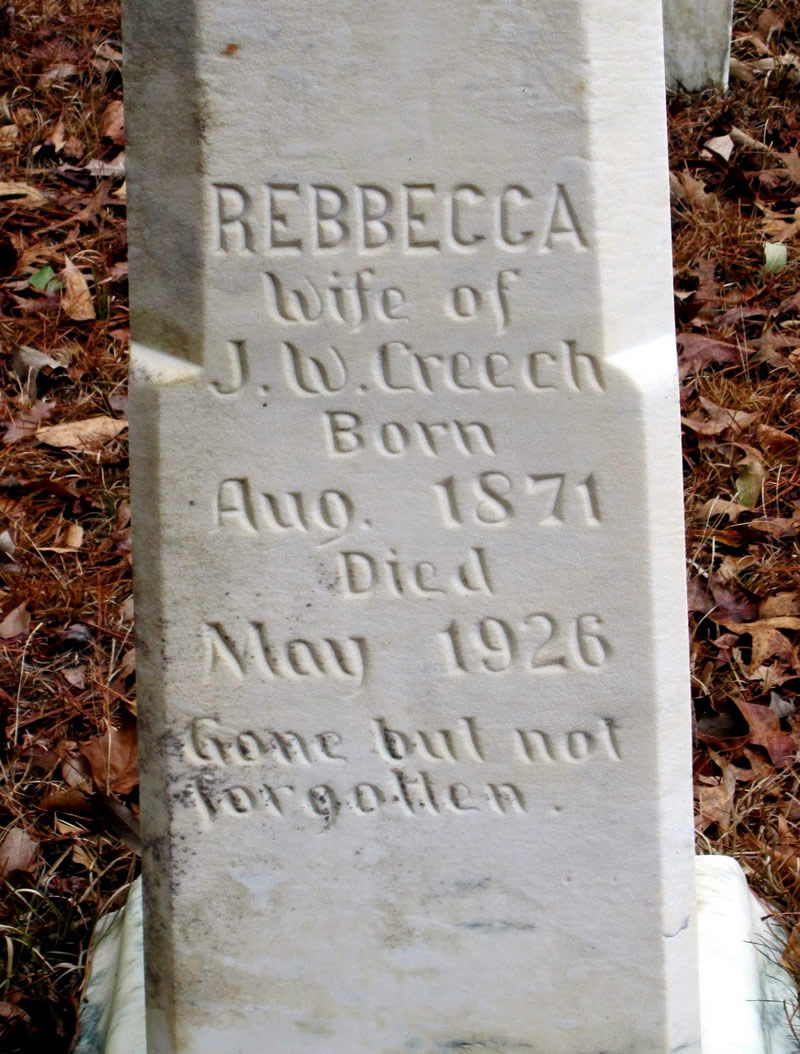 REBBECCA
Wife of
J. W. Creech
Born
Aug. 1871
Died
May 1926
Gone but not
forgotten.